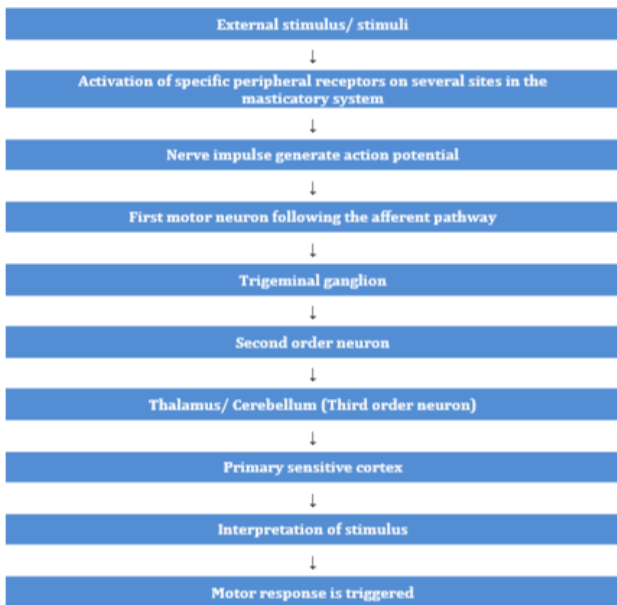 External stimulus/ stimuli
↓
Activation of specific peripheral receptors on several sites in the
masticatory system
↓
Nerve impulse generate action potential
↓
First motor neuron following the afferent pathway
↓
Trigeminal ganglion
↓
Second order neuron
↓
Thalamus/ Cerebellum (Third order neuron)
↓
Primary sensitive cortex
↓
Interpretation of stimulus
↓
Motor response is triggered